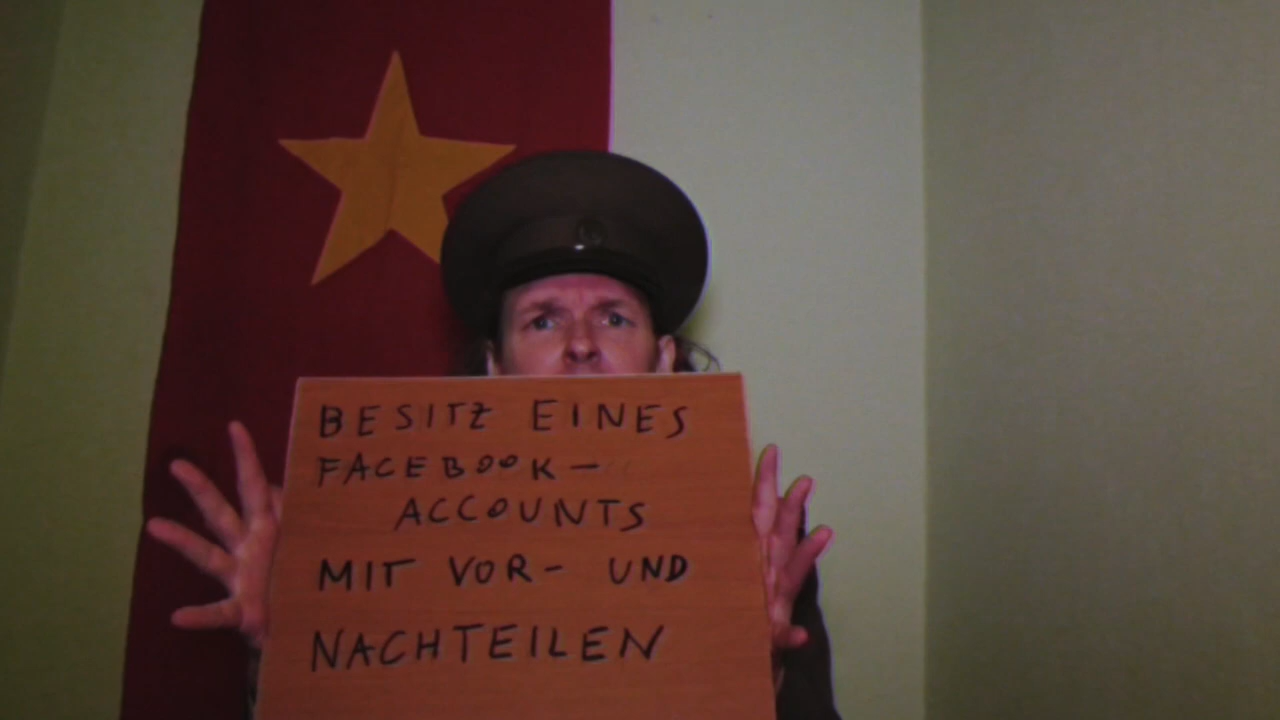 BESITZ EINES
FACEBOOK-
ACCOUNTS
MIT VOR- UND
NACHTEILEN